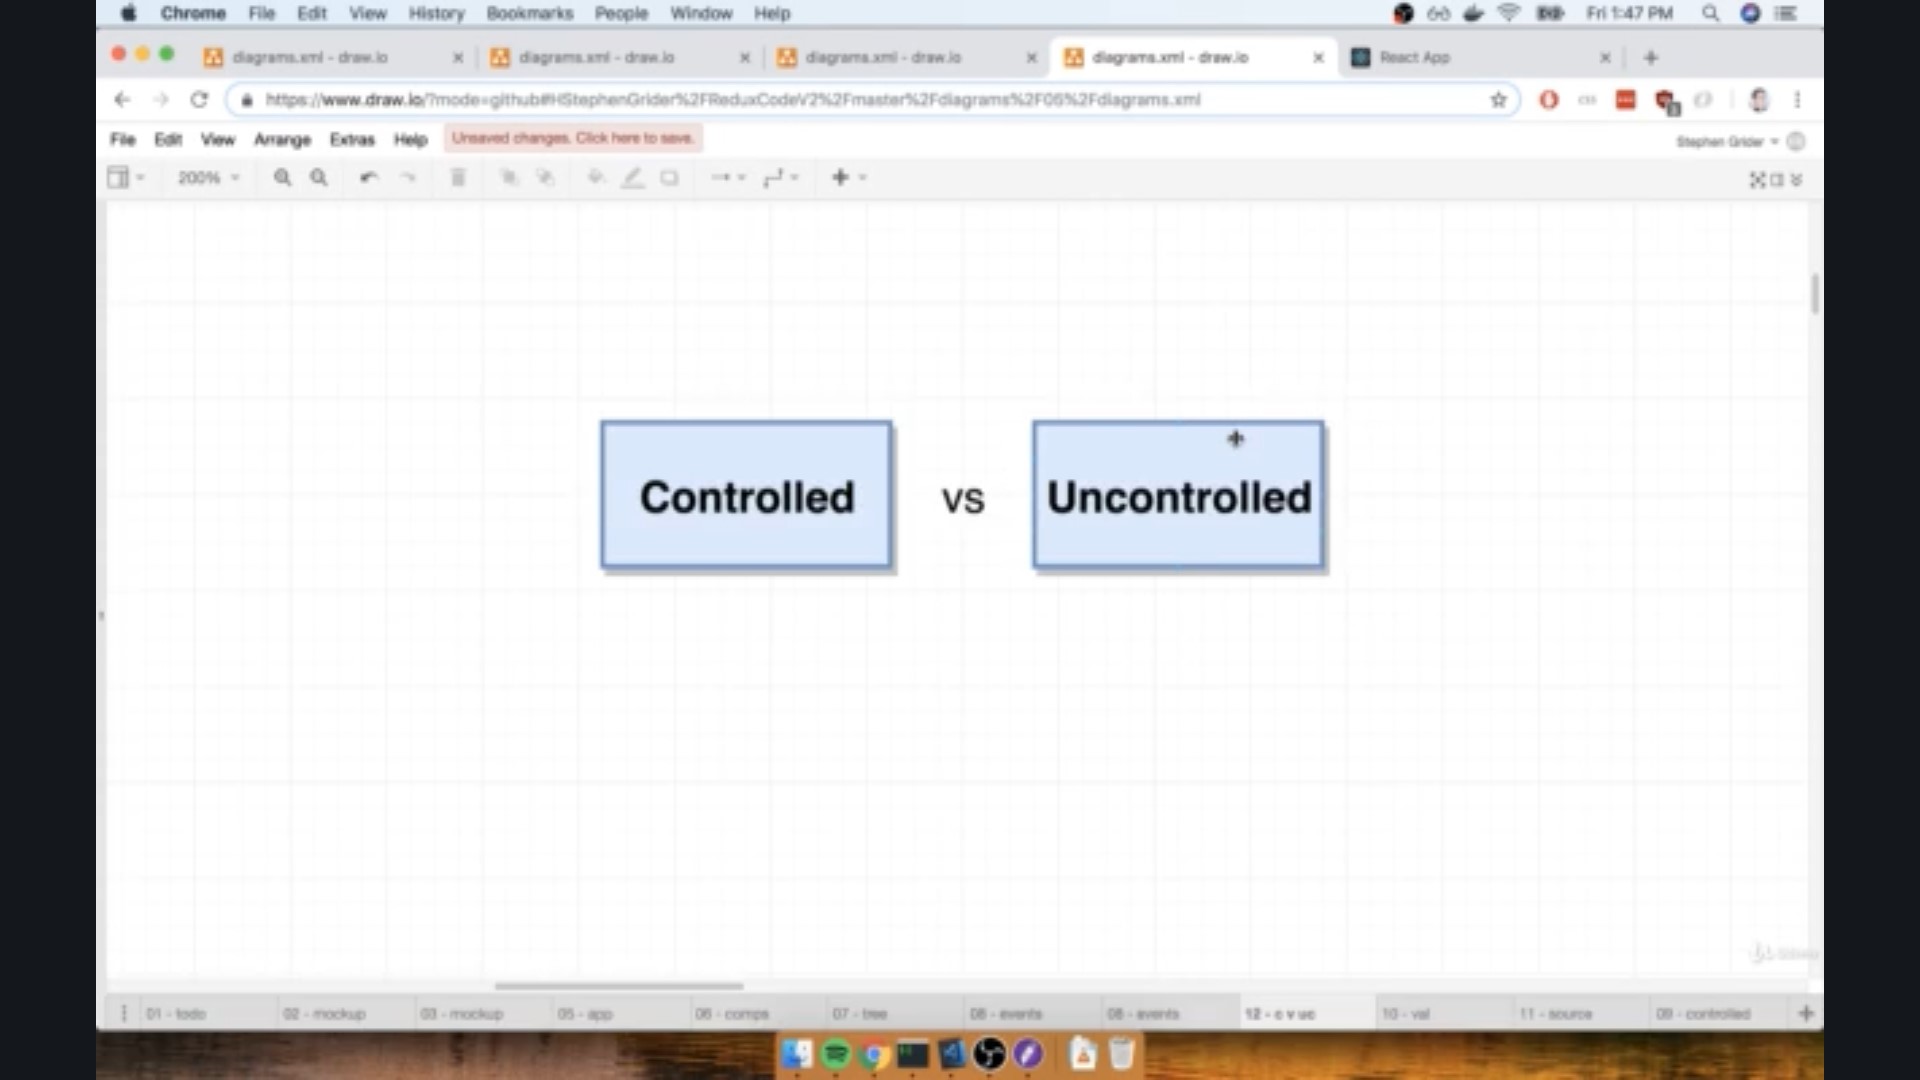 Chrome File Edit View History Bookmarks People Window Help Fri 1:47 PM
diagrams.xml - draw.io diagrams.xml - draw.io diagrams.xml - draw.io diagrams.xml - draw.io React App
https://www.draw.io/?mode=github#HStephenGrider%2FReduxCodeV2%2Fmaster%2Fdiagrams%2F06%2Fdiagrams.xml
File Edit View Arrange Extras Help Unsaved changes. Click here to save. Stephen Grider
200%
Controlled vs Uncontrolled
01 - todo 02 - mockup 03 - mockup 05 - app 06 - comps 07 - tree 08 - events 08 - events 12 - c v uc 10 - val 11 - source 09 - controlled